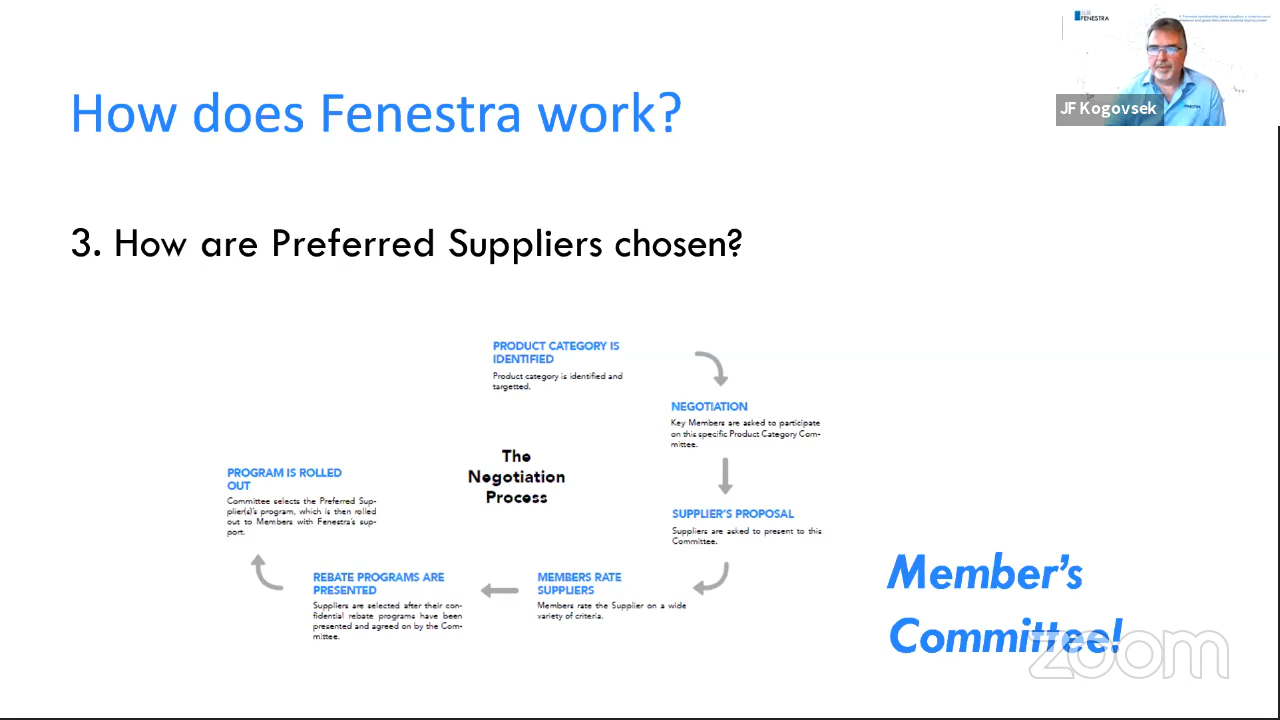 FENESTRA
JF Kogovsek
FENESTRA
How does Fenestra work?
3. How are Preferred Suppliers chosen?
PRODUCT CATEGORY IS
IDENTIFIED
Product category is identified and
targetted.
NEGOTIATION
Key Members are asked to participate
on this specific Product Category Com-
mittee.
The
Negotiation
Process
PROGRAM IS ROLLED
OUT
Committee selects the Preferred Sup-
plier(s)'s program, which is then rolled
out to Members with Fenestra's sup-
port.
SUPPLIER'S PROPOSAL
Suppliers are asked to present to this
Committee.
REBATE PROGRAMS ARE
PRESENTED
Suppliers are selected after their con-
fidential rebate programs have been
presented and agreed on by the Com-
mittee.
MEMBERS RATE
SUPPLIERS
Members rate the Supplier on a wide
variety of criteria.
Member's
Committee!
zoom